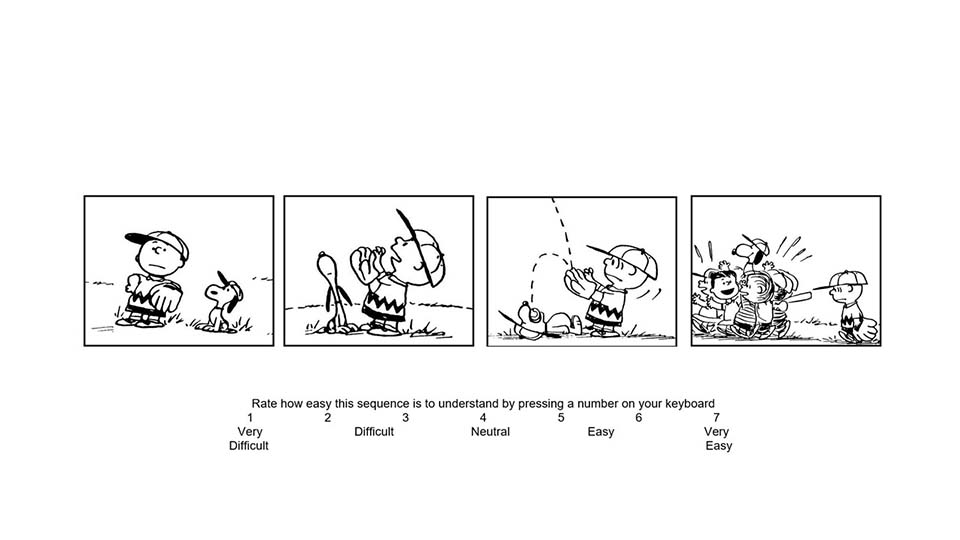 Rate how easy this sequence is to understand by pressing a number on your keyboard
1 2 3 4 5 6 7
Very Difficult Neutral Easy Very
Difficult Easy